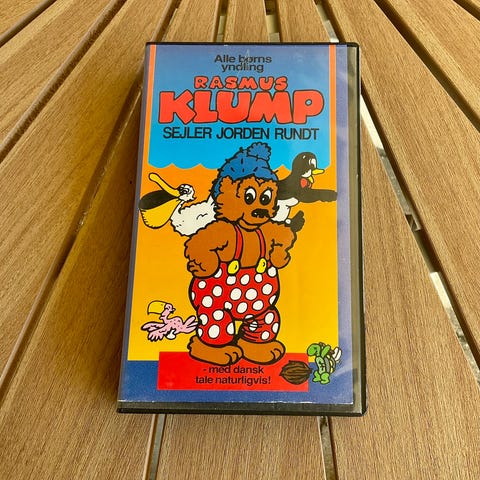 Alle børns
yndling
RASMUS
KLUMP
SEJLER JORDEN RUNDT
- med dansk
tale naturligvis!